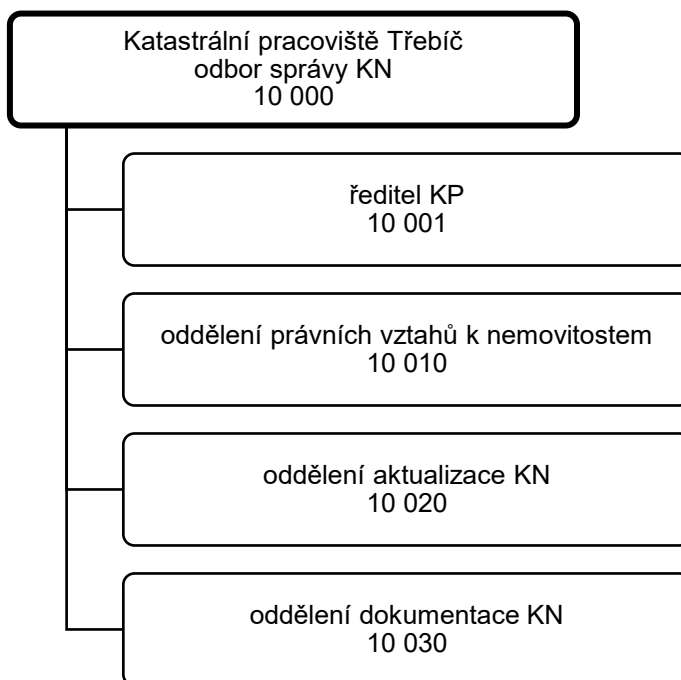 Katastrální pracoviště Třebíč
odbor správy KN
10 000
ředitel KP
10 001
oddělení právních vztahů k nemovitostem
10 010
oddělení aktualizace KN
10 020
oddělení dokumentace KN
10 030